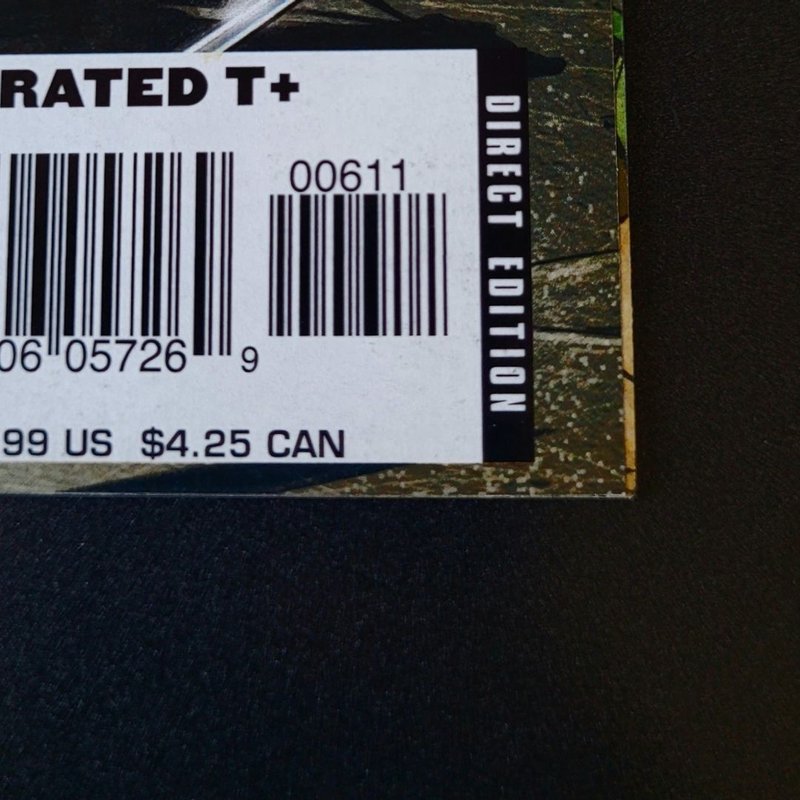 RATED T+
00611
06 05726 9
99 US $4.25 CAN
DIRECT EDITION